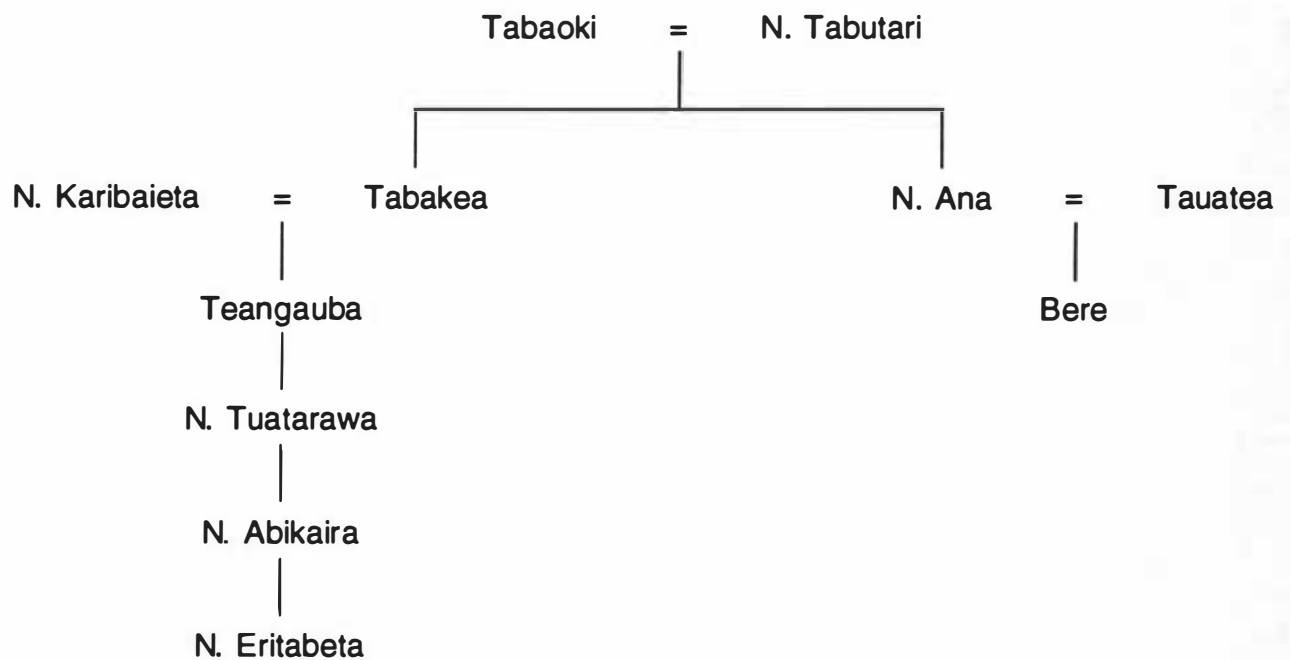 Tabaoki = N. Tabutari
N. Karibaieta = Tabakea N. Ana = Tauatea
Teangauba Bere
N. Tuatarawa
N. Abikaira
N. Eritabeta